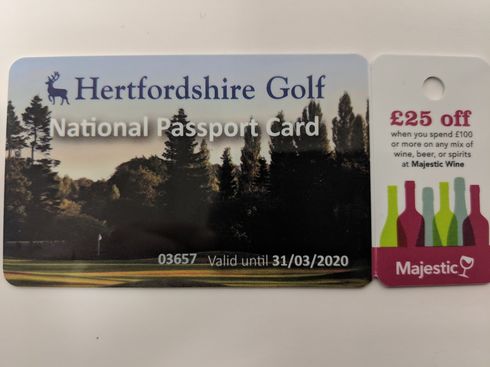 Hertfordshire Golf
National Passport Card
03657 Valid until 31/03/2020
£25 off
when you spend £100
or more on any mix of
wine, beer, or spirits
at Majestic Wine
Majestic